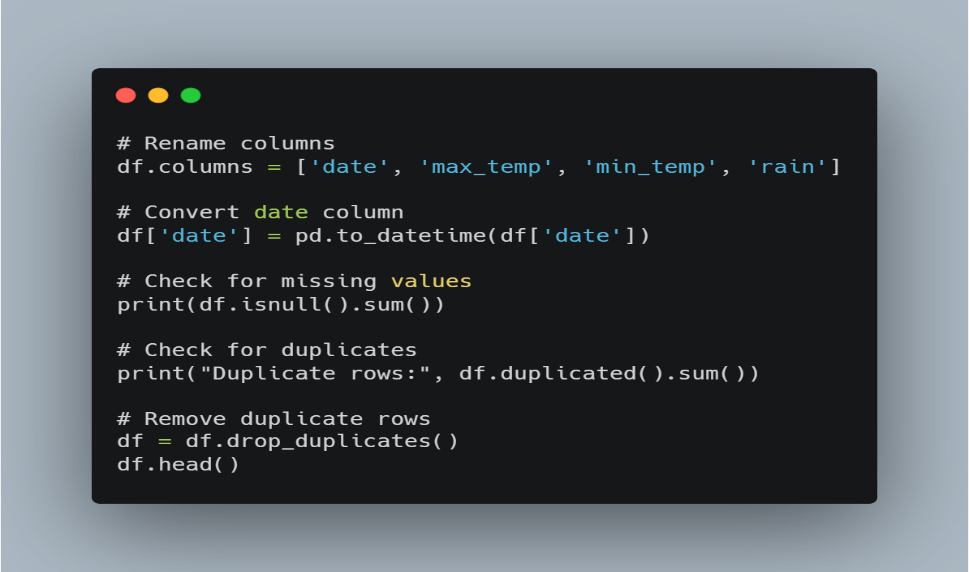 # Rename columns
df.columns = ['date', 'max_temp', 'min_temp', 'rain']
# Convert date column
df['date'] = pd.to_datetime(df['date'])
# Check for missing values
print(df.isnull().sum())
# Check for duplicates
print("Duplicate rows:", df.duplicated().sum())
# Remove duplicate rows
df = df.drop_duplicates()
df.head()